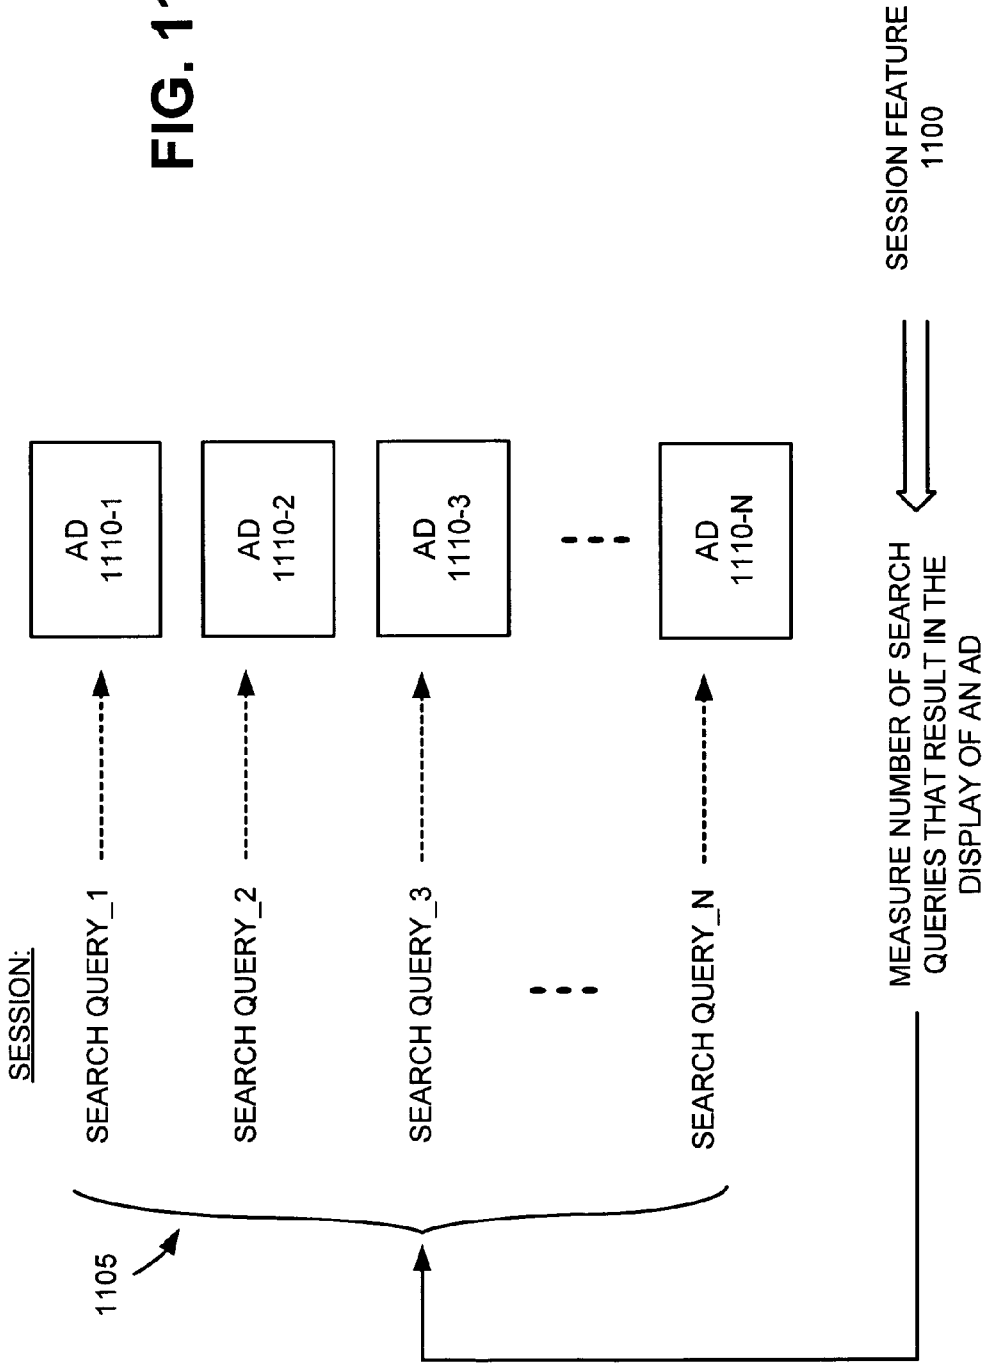 FIG. 11
SESSION:
1105
SEARCH QUERY_1
AD
1110-1
SEARCH QUERY_2
AD
1110-2
SEARCH QUERY_3
AD
1110-3
SEARCH QUERY_N
AD
1110-N
MEASURE NUMBER OF SEARCH
QUERIES THAT RESULT IN THE
DISPLAY OF AN AD
SESSION FEATURE
1100